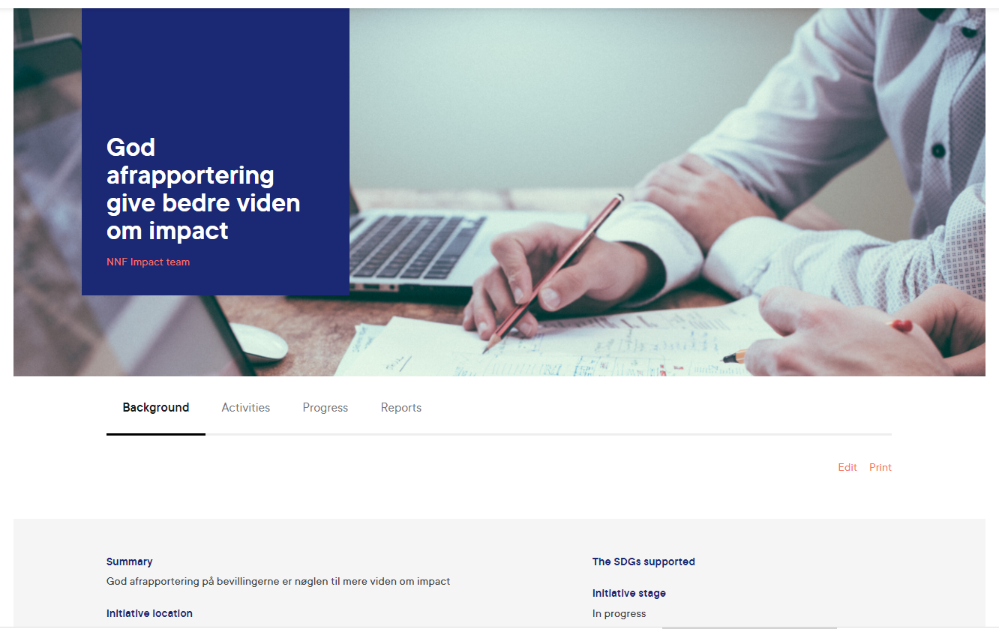 God
afrapportering
give bedre viden
om impact
NNF Impact team
Background Activities Progress Reports
Edit Print
Summary
God afrapportering på bevillingerne er nøglen til mere viden om impact
Initiative location
The SDGs supported
Initiative stage
In progress